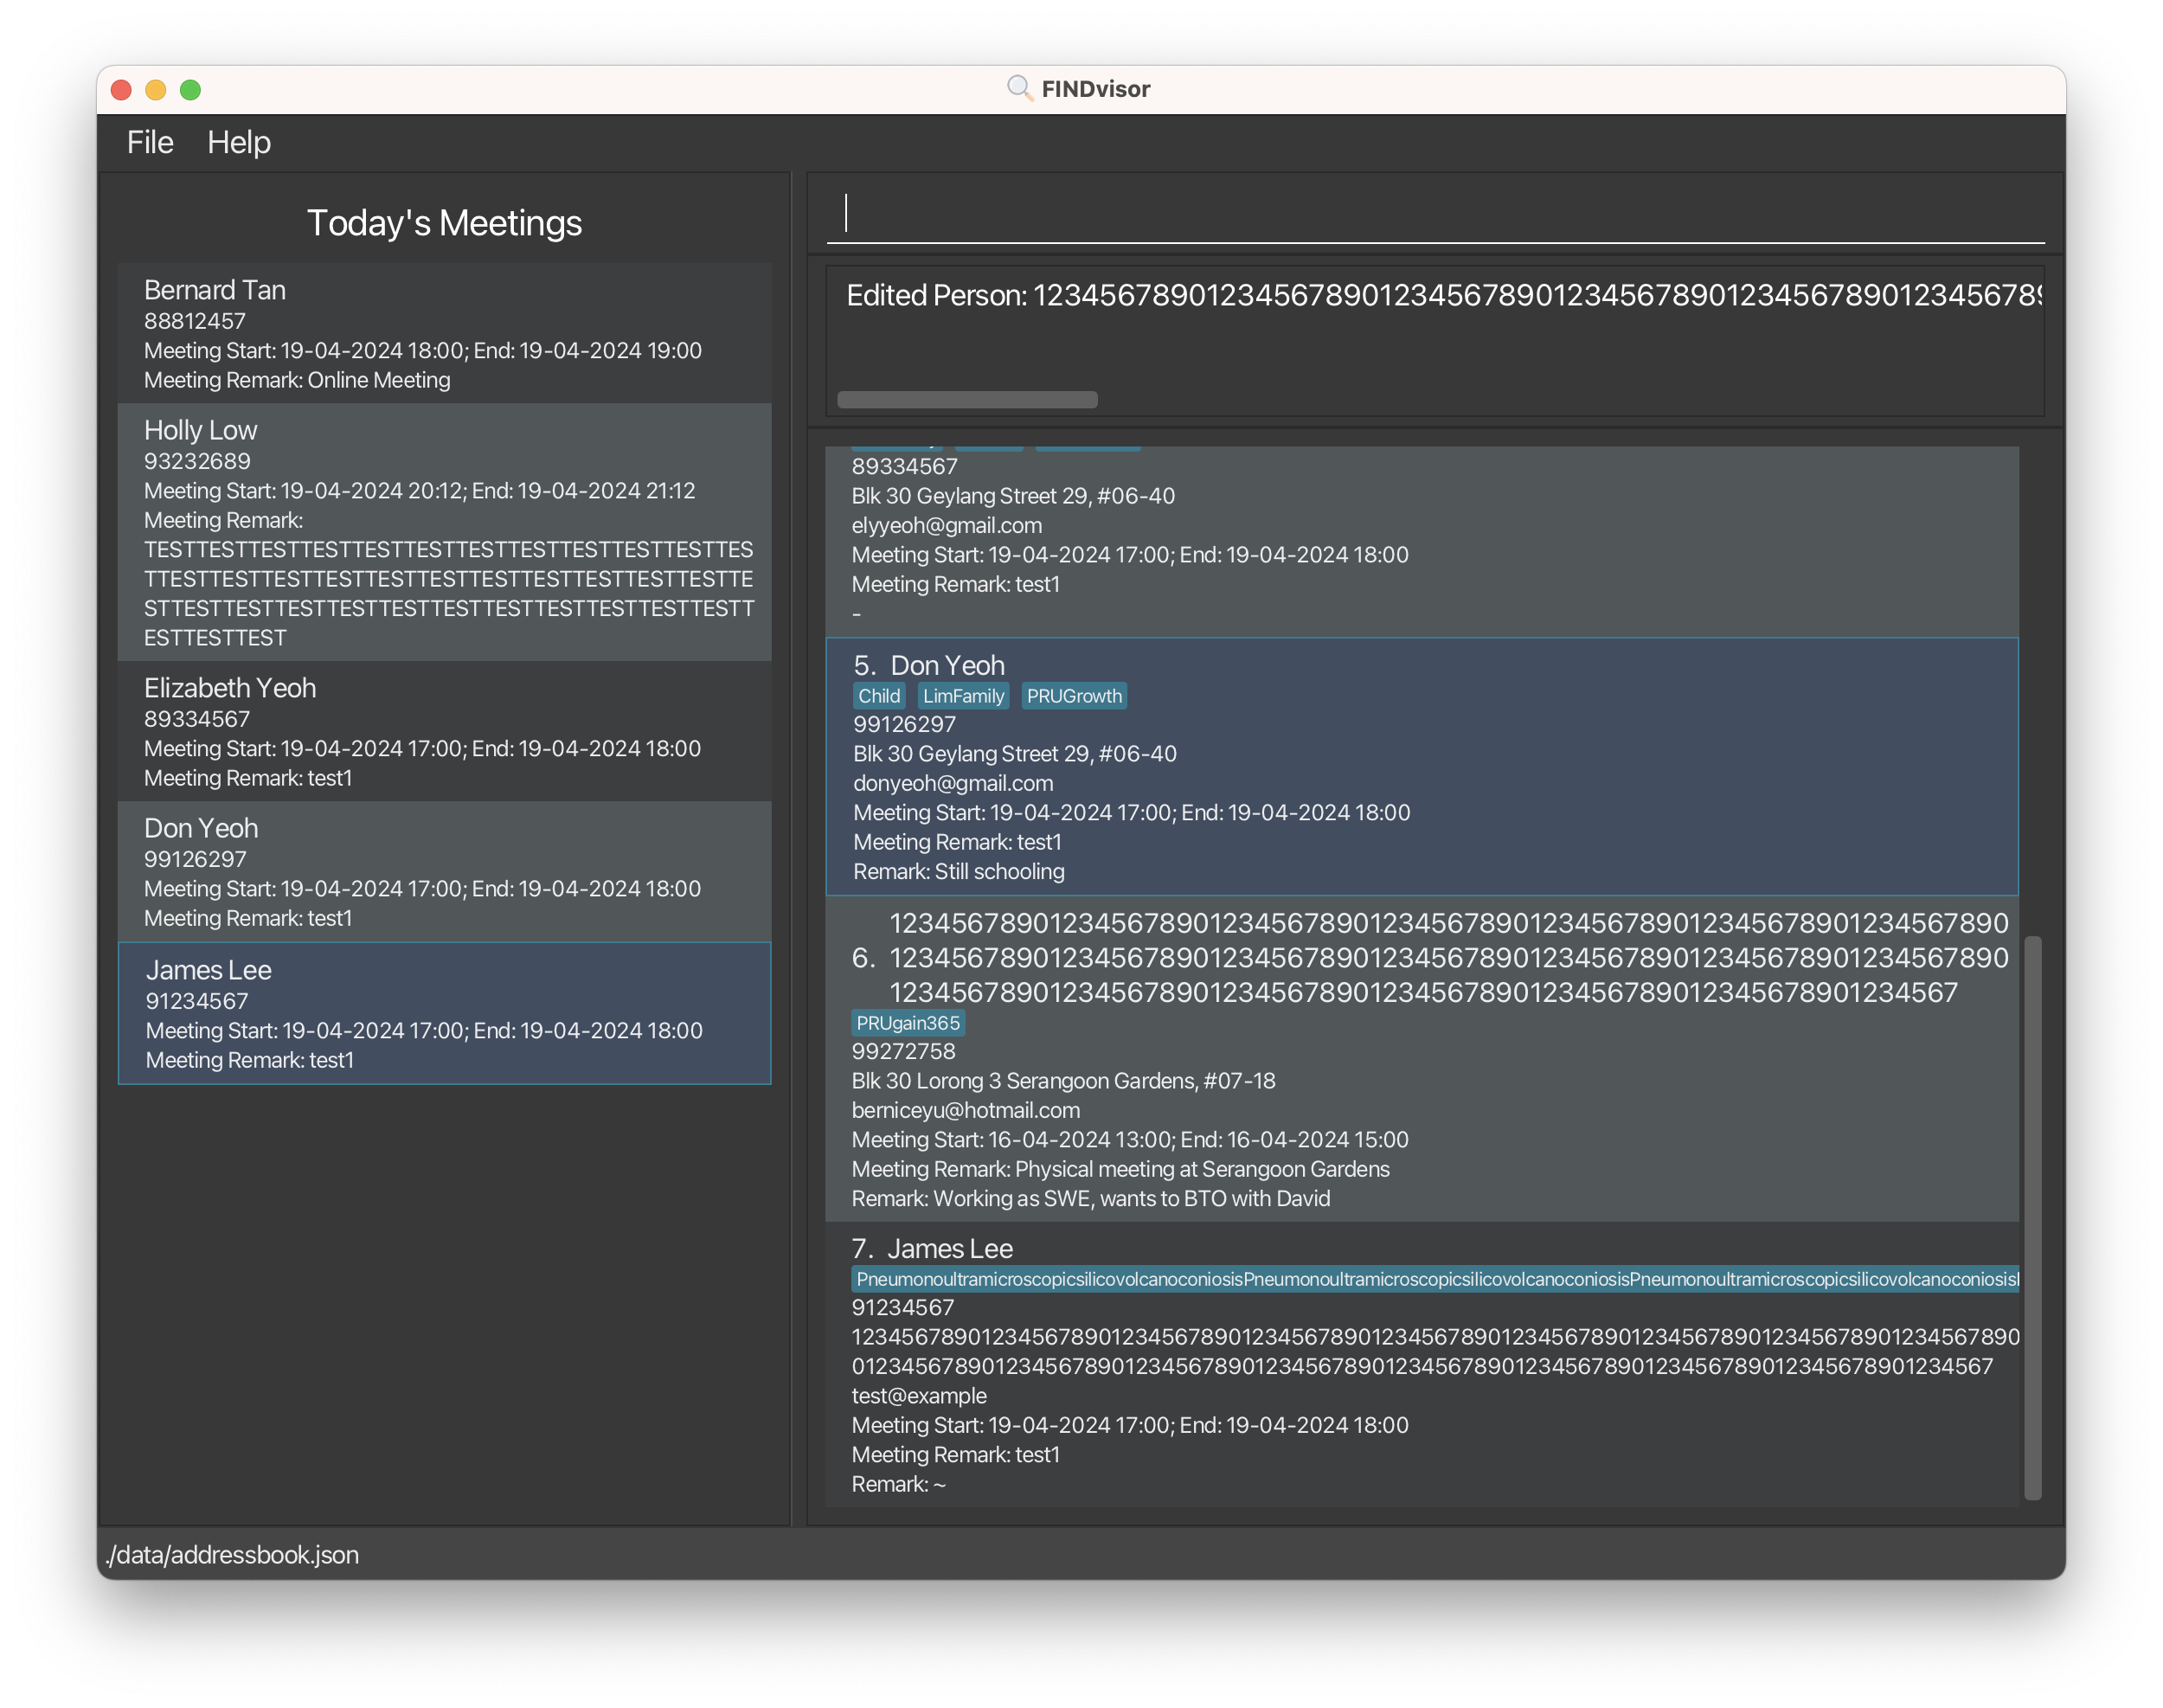 FINDvisor
File Help
Today's Meetings
Bernard Tan
88812457
Meeting Start: 19-04-2024 18:00; End: 19-04-2024 19:00
Meeting Remark: Online Meeting
Holly Low
93232689
Meeting Start: 19-04-2024 20:12; End: 19-04-2024 21:12
Meeting Remark:
TESTTESTTESTTESTTESTTESTTESTTESTTESTTESTTESTTES
TTESTTESTTESTTESTTESTTESTTESTTESTTESTTESTTESTTE
STTESTTESTTESTTESTTESTTESTTESTTESTTESTTESTTESTT
ESTTESTTEST
Elizabeth Yeoh
89334567
Meeting Start: 19-04-2024 17:00; End: 19-04-2024 18:00
Meeting Remark: test1
Don Yeoh
99126297
Meeting Start: 19-04-2024 17:00; End: 19-04-2024 18:00
Meeting Remark: test1
James Lee
91234567
Meeting Start: 19-04-2024 17:00; End: 19-04-2024 18:00
Meeting Remark: test1
Edited Person: 12345678901234567890123456789012345678901234567890123456789
89334567
Blk 30 Geylang Street 29, #06-40
elyyeoh@gmail.com
Meeting Start: 19-04-2024 17:00; End: 19-04-2024 18:00
Meeting Remark: test1
-
5. Don Yeoh
Child LimFamily PRUGrowth
99126297
Blk 30 Geylang Street 29, #06-40
donyeoh@gmail.com
Meeting Start: 19-04-2024 17:00; End: 19-04-2024 18:00
Meeting Remark: test1
Remark: Still schooling
1234567890123456789012345678901234567890123456789012345678901234567890
6. 1234567890123456789012345678901234567890123456789012345678901234567890
1234567890123456789012345678901234567890123456789012345678901234567
PRUgain365
99272758
Blk 30 Lorong 3 Serangoon Gardens, #07-18
berniceyu@hotmail.com
Meeting Start: 16-04-2024 13:00; End: 16-04-2024 15:00
Meeting Remark: Physical meeting at Serangoon Gardens
Remark: Working as SWE, wants to BTO with David
7. James Lee
PneumonoultramicroscopicsilicovolcanoconiosisPneumonoultramicroscopicsilicovolcanoconiosisPneumonoultramicroscopicsilicovolcanoconiosis
91234567
123456789012345678901234567890123456789012345678901234567890123456789012345678901234567890
0123456789012345678901234567890123456789012345678901234567890123456789012345678901234567
test@example
Meeting Start: 19-04-2024 17:00; End: 19-04-2024 18:00
Meeting Remark: test1
Remark: ~
./data/addressbook.json